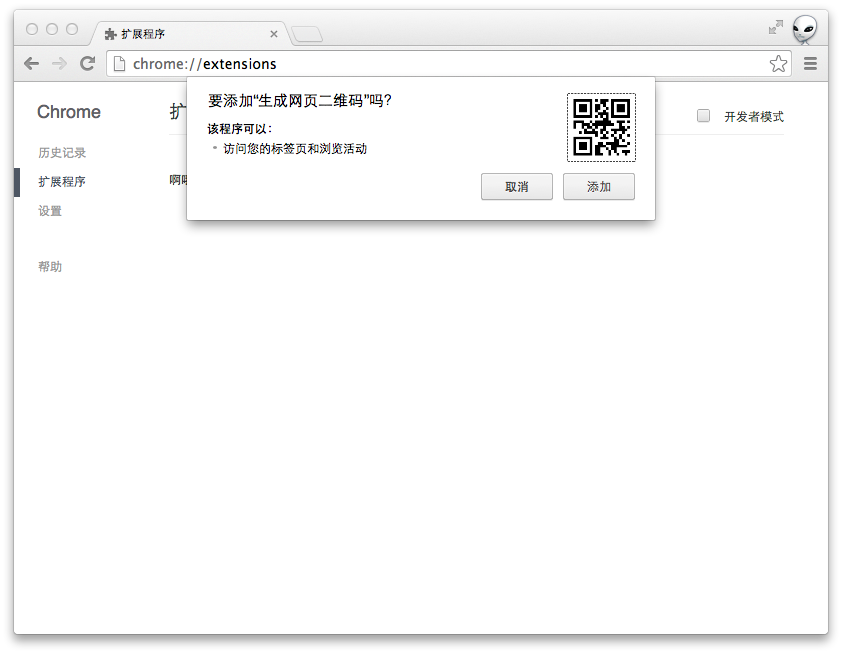 扩展程序
chrome://extensions
Chrome
扩
要添加“生成网页二维码”吗?
开发者模式
该程序可以:
访问您的标签页和浏览活动
历史记录
扩展程序
啊
取消
添加
设置
帮助